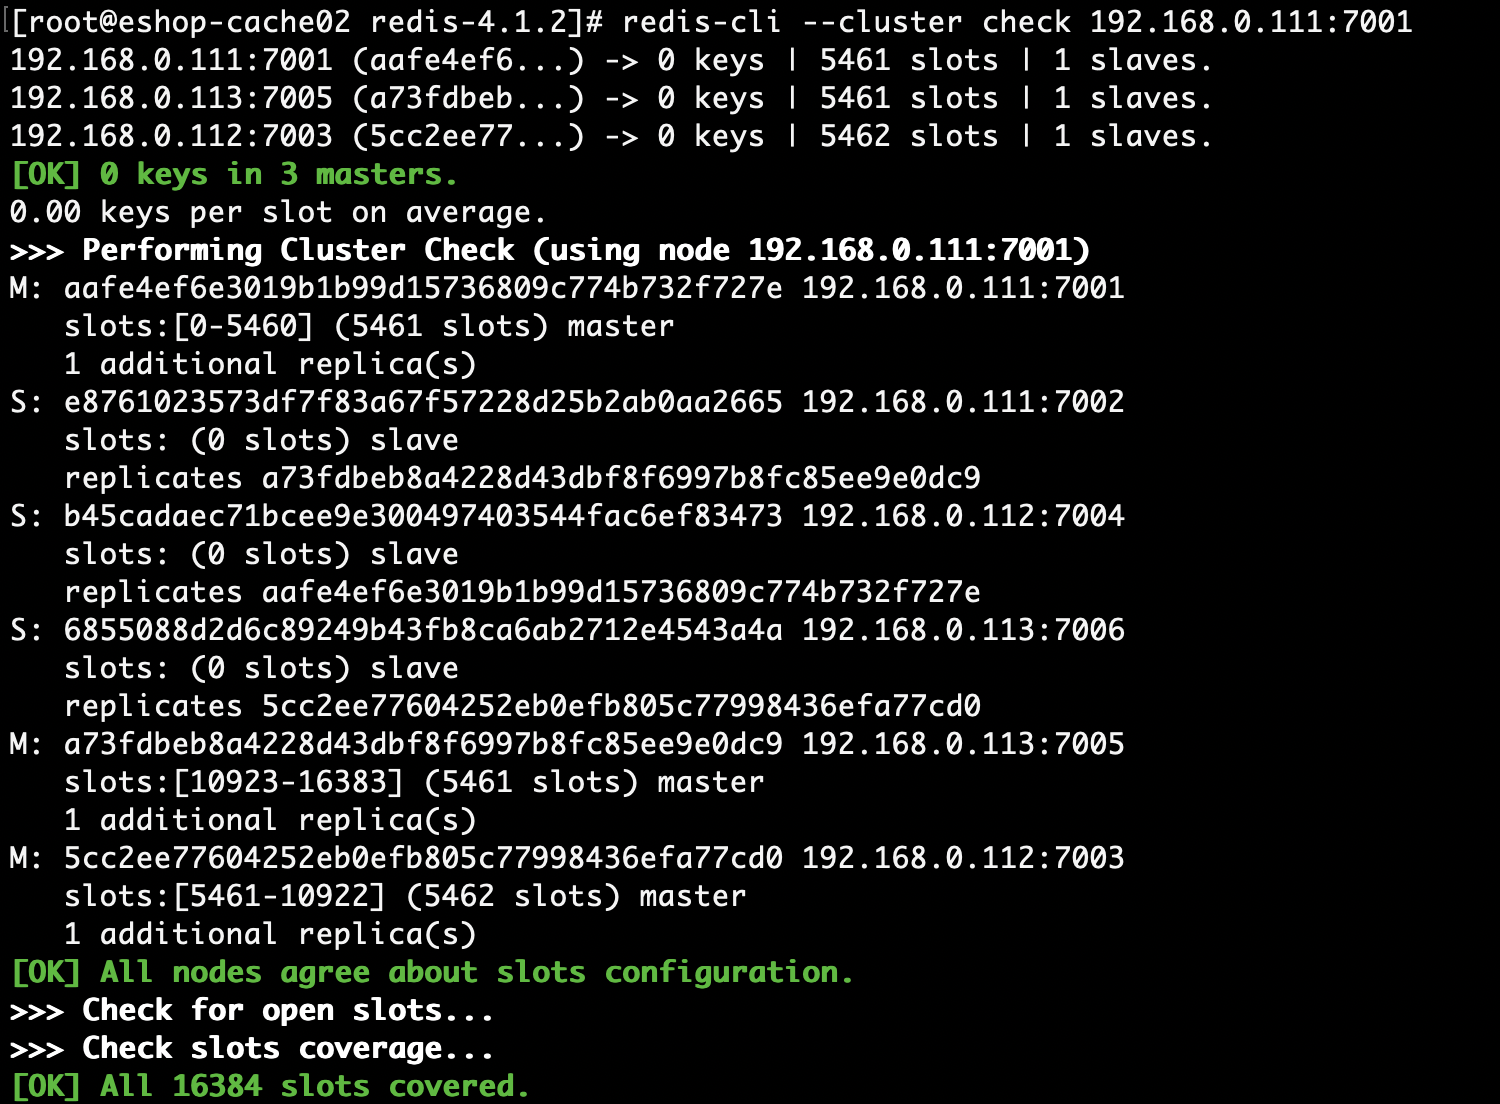 [root@eshop-cache02 redis-4.1.2]# redis-cli --cluster check 192.168.0.111:7001
192.168.0.111:7001 (aafe4ef6...) -> 0 keys | 5461 slots | 1 slaves.
192.168.0.113:7005 (a73fdbeb...) -> 0 keys | 5461 slots | 1 slaves.
192.168.0.112:7003 (5cc2ee77...) -> 0 keys | 5462 slots | 1 slaves.
[OK] 0 keys in 3 masters.
0.00 keys per slot on average.
>>> Performing Cluster Check (using node 192.168.0.111:7001)
M: aafe4ef6e3019b1b99d15736809c774b732f727e 192.168.0.111:7001
   slots:[0-5460] (5461 slots) master
   1 additional replica(s)
S: e8761023573df7f83a67f57228d25b2ab0aa2665 192.168.0.111:7002
   slots: (0 slots) slave
   replicates a73fdbeb8a4228d43dbf8f6997b8fc85ee9e0dc9
S: b45cadaec71bcee9e300497403544fac6ef83473 192.168.0.112:7004
   slots: (0 slots) slave
   replicates aafe4ef6e3019b1b99d15736809c774b732f727e
S: 6855088d2d6c89249b43fb8ca6ab2712e4543a4a 192.168.0.113:7006
   slots: (0 slots) slave
   replicates 5cc2ee77604252eb0efb805c77998436efa77cd0
M: a73fdbeb8a4228d43dbf8f6997b8fc85ee9e0dc9 192.168.0.113:7005
   slots:[10923-16383] (5461 slots) master
   1 additional replica(s)
M: 5cc2ee77604252eb0efb805c77998436efa77cd0 192.168.0.112:7003
   slots:[5461-10922] (5462 slots) master
   1 additional replica(s)
[OK] All nodes agree about slots configuration.
>>> Check for open slots...
>>> Check slots coverage...
[OK] All 16384 slots covered.